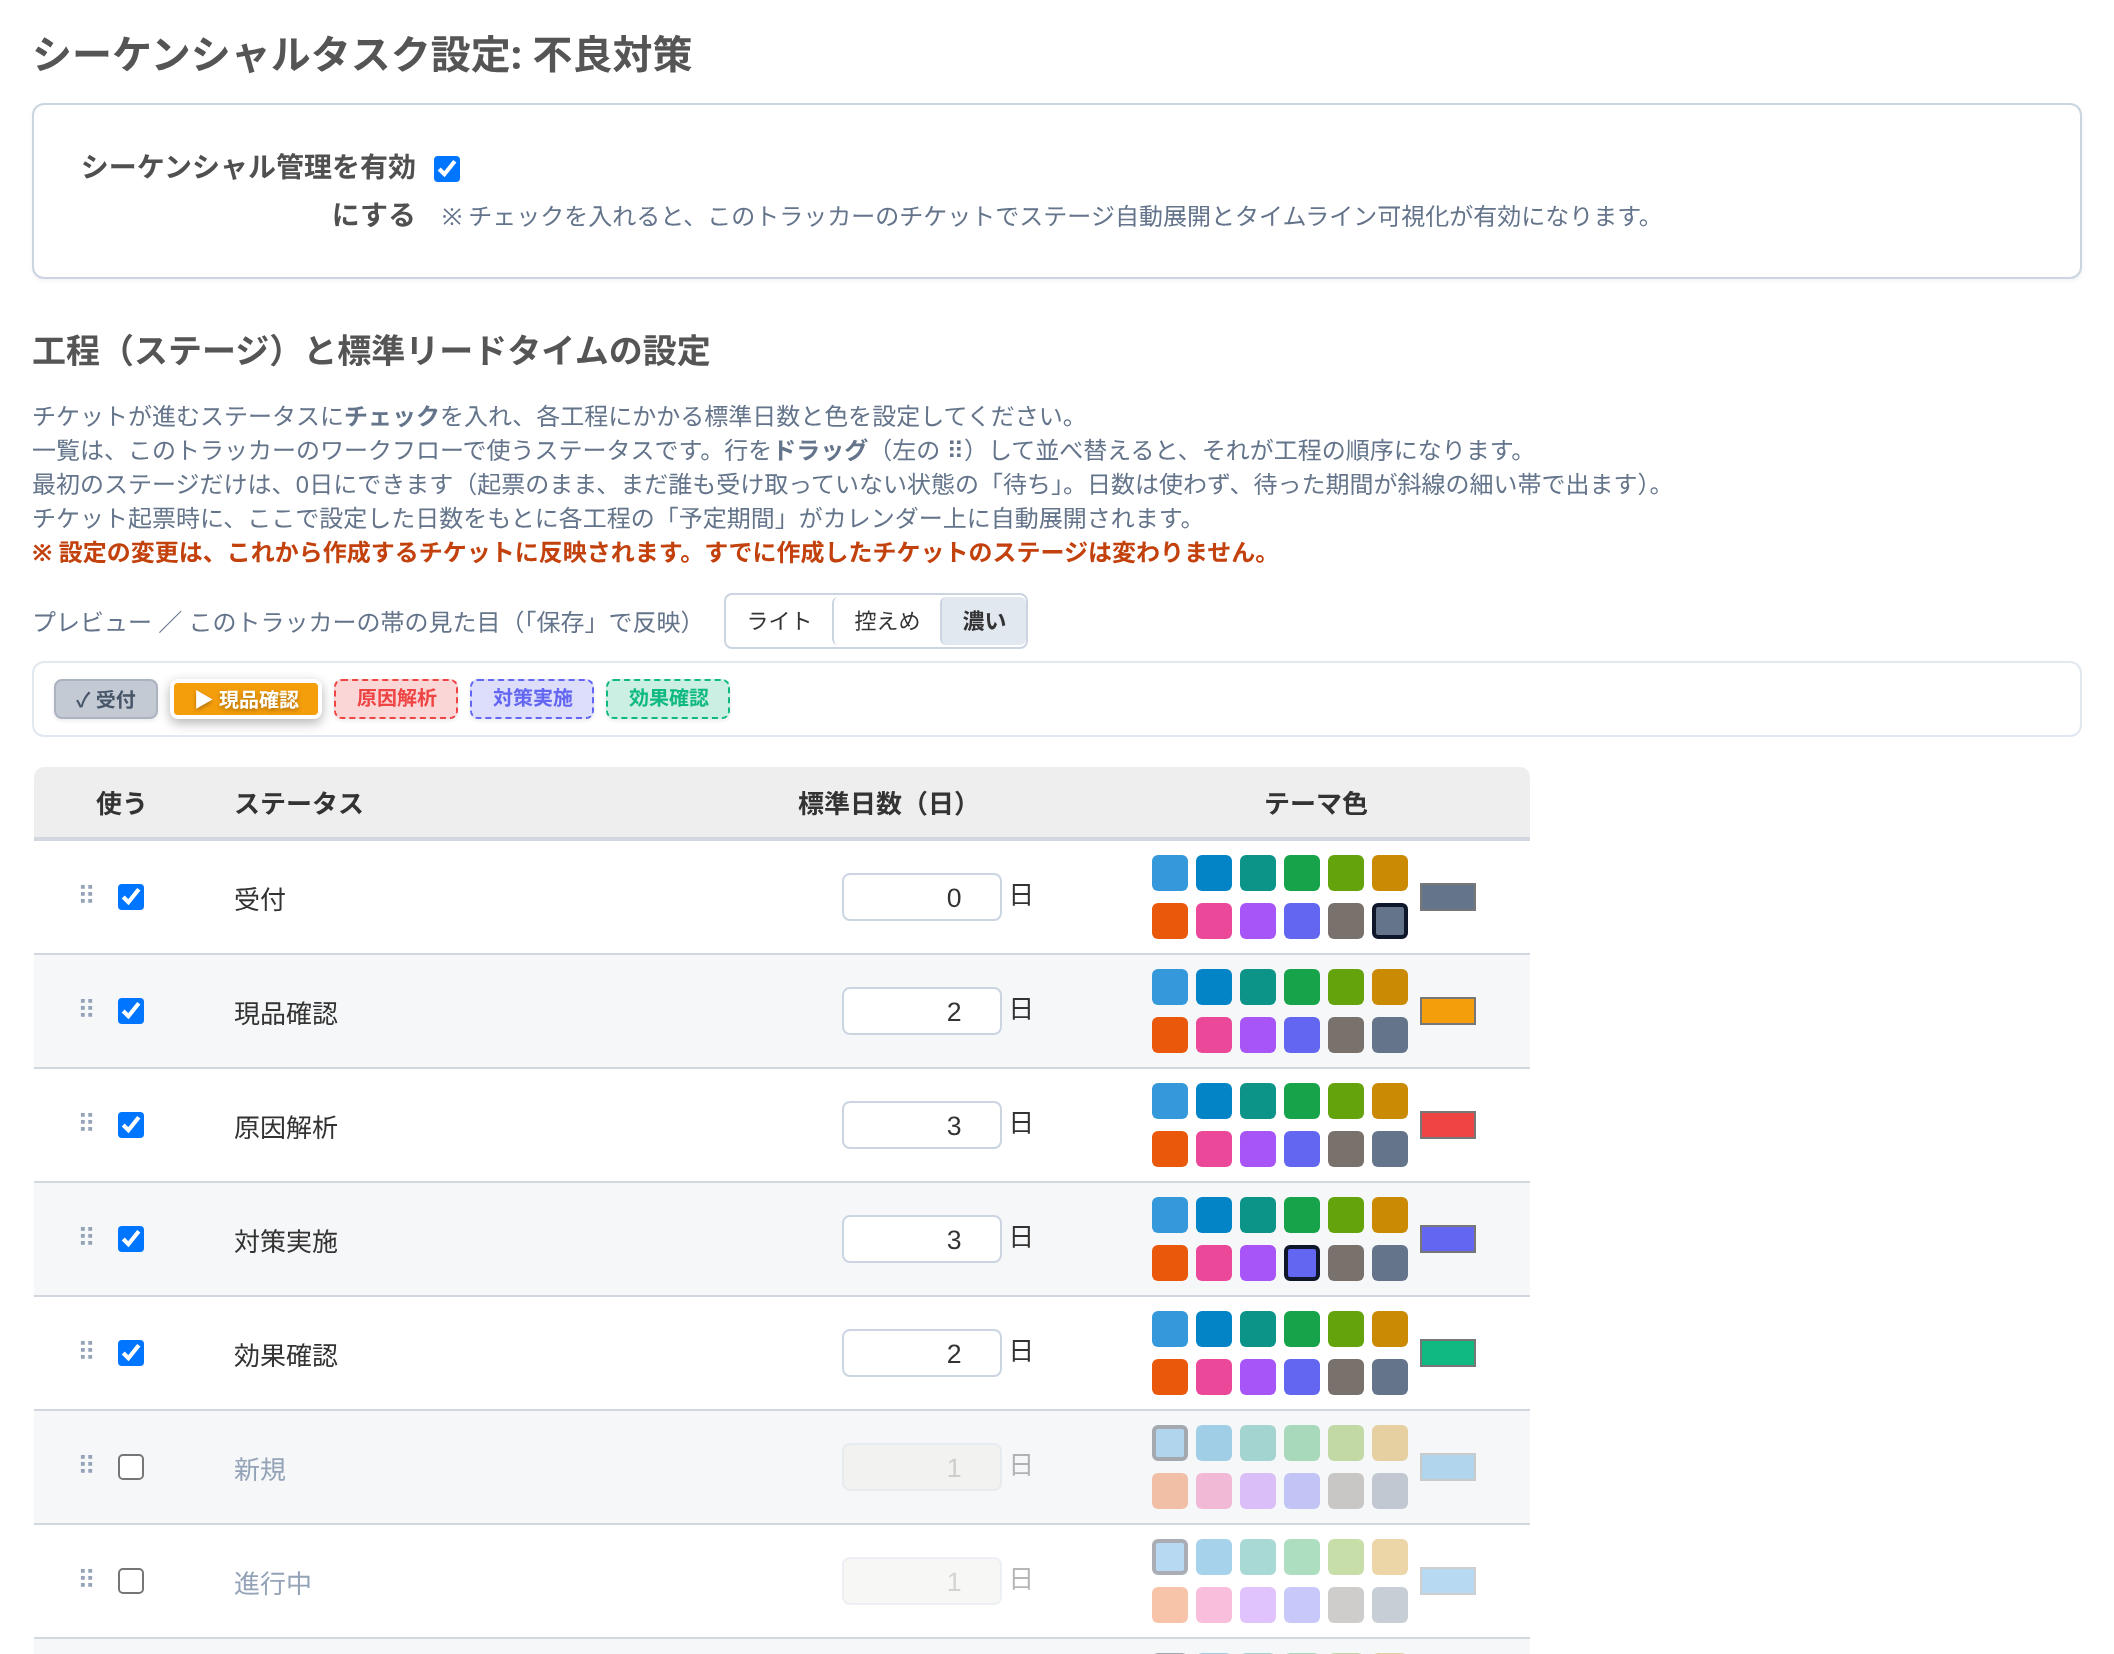 シーケンシャルタスク設定: 不良対策
シーケンシャル管理を有効
にする ※ チェックを入れると、このトラッカーのチケットでステージ自動展開とタイムライン可視化が有効になります。
工程（ステージ）と標準リードタイムの設定
チケットが進むステータスにチェックを入れ、各工程にかかる標準日数と色を設定してください。
一覧は、このトラッカーのワークフローで使うステータスです。行をドラッグ（左の ⠿）して並べ替えると、それが工程の順序になります。
最初のステージだけは、0日にできます（起票のまま、まだ誰も受け取っていない状態の「待ち」。日数は使わず、待った期間が斜線の細い帯で出ます）。
チケット起票時に、ここで設定した日数をもとに各工程の「予定期間」がカレンダー上に自動展開されます。
※ 設定の変更は、これから作成するチケットに反映されます。すでに作成したチケットのステージは変わりません。
プレビュー ／ このトラッカーの帯の見た目（「保存」で反映） ライト 控えめ 濃い
✓ 受付 ▶ 現品確認 原因解析 対策実施 効果確認
使う ステータス 標準日数（日） テーマ色
受付 0 日
現品確認 2 日
原因解析 3 日
対策実施 3 日
効果確認 2 日
新規 1 日
進行中 1 日